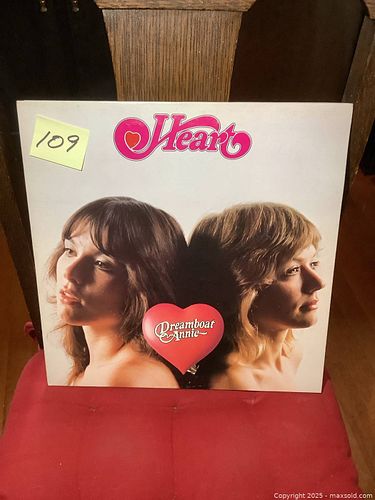 109
Heart
Dreamboat
Annie
Copyright 2025 - maxsold.com